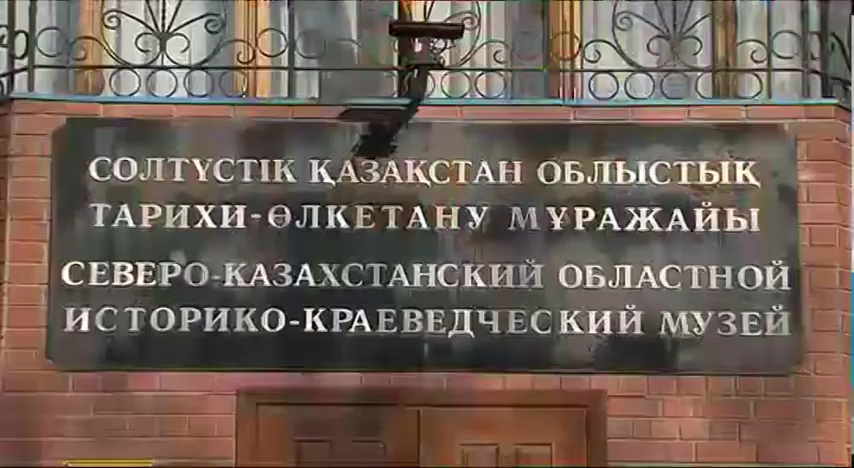 СОЛТҮСТІК ҚАЗАҚСТАН ОБЛЫСТЫҚ
ТАРИХИ-ӨЛКЕТАНУ МҰРАЖАЙЫ
СЕВЕРО-КАЗАХСТАНСКИЙ ОБЛАСТНОЙ
ИСТОРИКО-КРАЕВЕДЧЕСКИЙ МУЗЕЙ